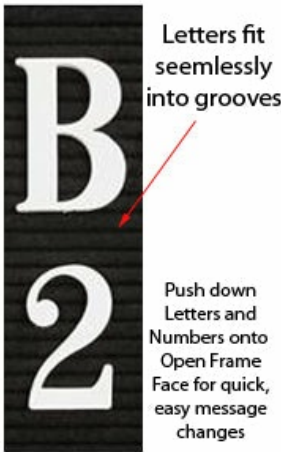 B
2
Letters fit
seemlessly
into grooves
Push down
Letters and
Numbers onto
Open Frame
Face for quick,
easy message
changes